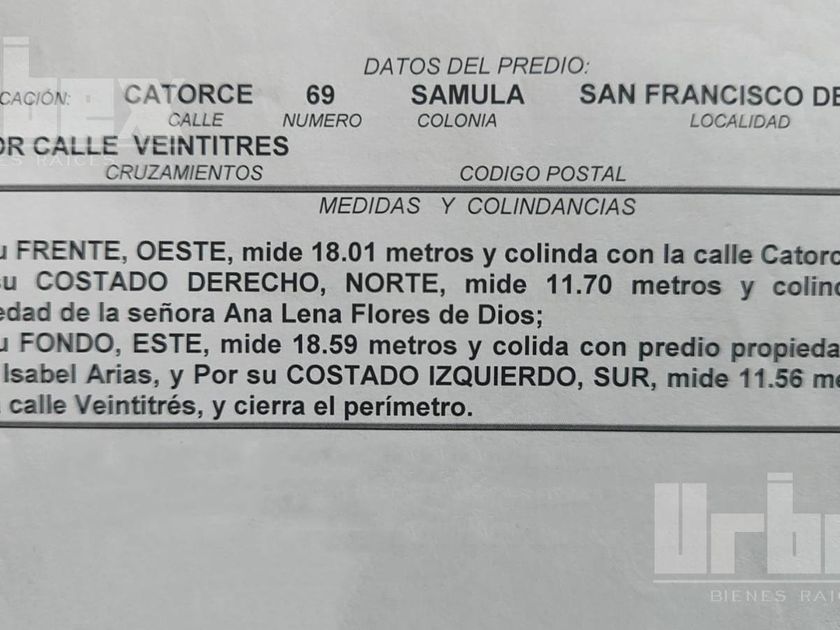 DATOS DEL PREDIO:
CACIÓN: CATORCE 69 SAMULA SAN FRANCISCO DE
CALLE NUMERO COLONIA LOCALIDAD
OR CALLE VEINTITRES
CRUZAMIENTOS CODIGO POSTAL
MEDIDAS Y COLINDANCIAS
u FRENTE, OESTE, mide 18.01 metros y colinda con la calle Catorc
su COSTADO DERECHO, NORTE, mide 11.70 metros y colind
edad de la señora Ana Lena Flores de Dios;
u FONDO, ESTE, mide 18.59 metros y colida con predio propieda
Isabel Arias, y Por su COSTADO IZQUIERDO, SUR, mide 11.56 me
calle Veintitrés, y cierra el perímetro.
bex
ES RAICES
Urb
BIENES RAIC